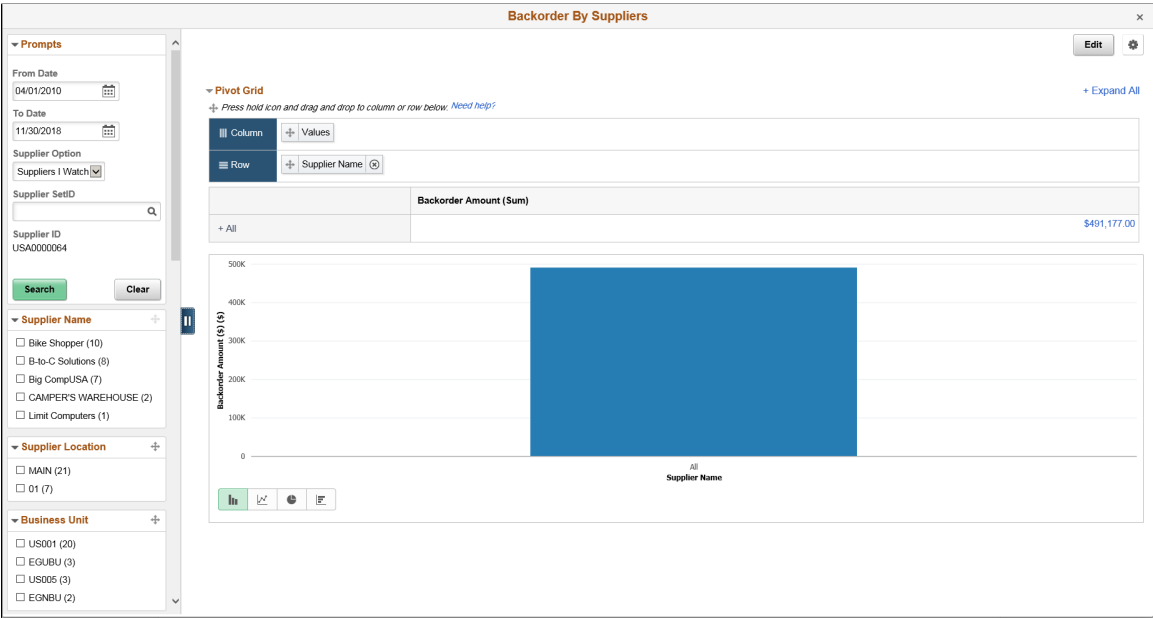 Backorder By Suppliers
×
Prompts
From Date
04/01/2010
To Date
11/30/2018
Supplier Option
Suppliers I Watch
Supplier SetID
Supplier ID
USA0000064
Search Clear
Supplier Name
Bike Shopper (10)
B-to-C Solutions (8)
Big CompUSA (7)
CAMPER'S WAREHOUSE (2)
Limit Computers (1)
Supplier Location
MAIN (21)
01 (7)
Business Unit
US001 (20)
EGUBU (3)
US005 (3)
EGNBU (2)
Edit
Pivot Grid
+ Expand All
Press hold icon and drag and drop to column or row below. Need help?
Column Values
Row Supplier Name
Backorder Amount (Sum)
+ All $491,177.00
500K
400K
300K
200K
100K
0
Backorder Amount ($) ($)
All
Supplier Name